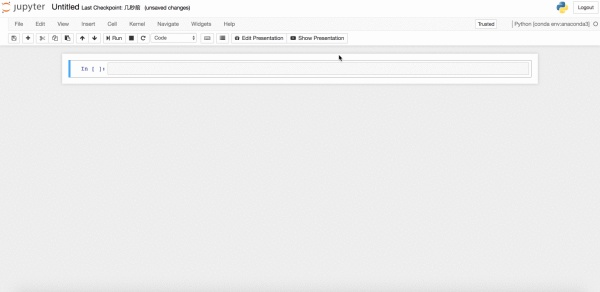 jupyter Untitled Last Checkpoint: 几秒前 (unsaved changes) Logout
File Edit View Insert Cell Kernel Navigate Widgets Help Trusted Python [conda env:anaconda3]
Run Code Edit Presentation Show Presentation
In [ ]: